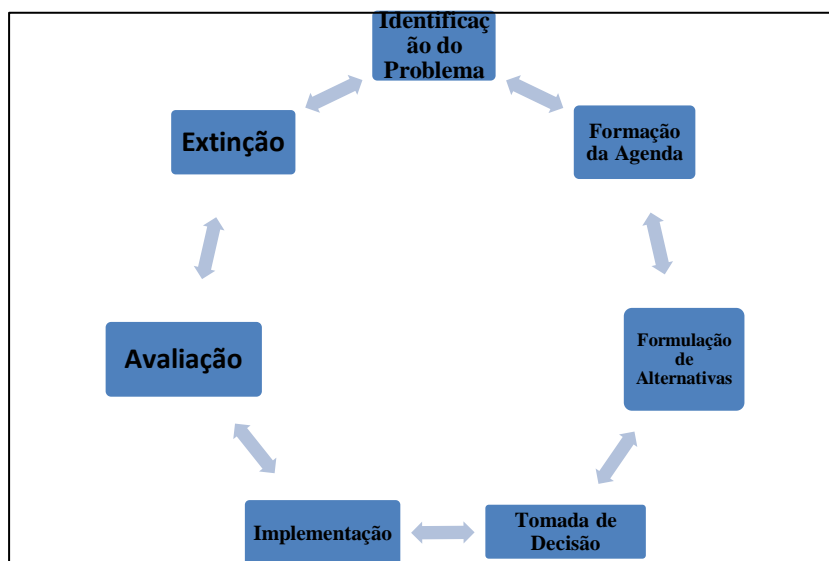 Identificaç
ão do
Problema
Formação
da Agenda
Formulação
de
Alternativas
Tomada de
Decisão
Implementação
Avaliação
Extinção